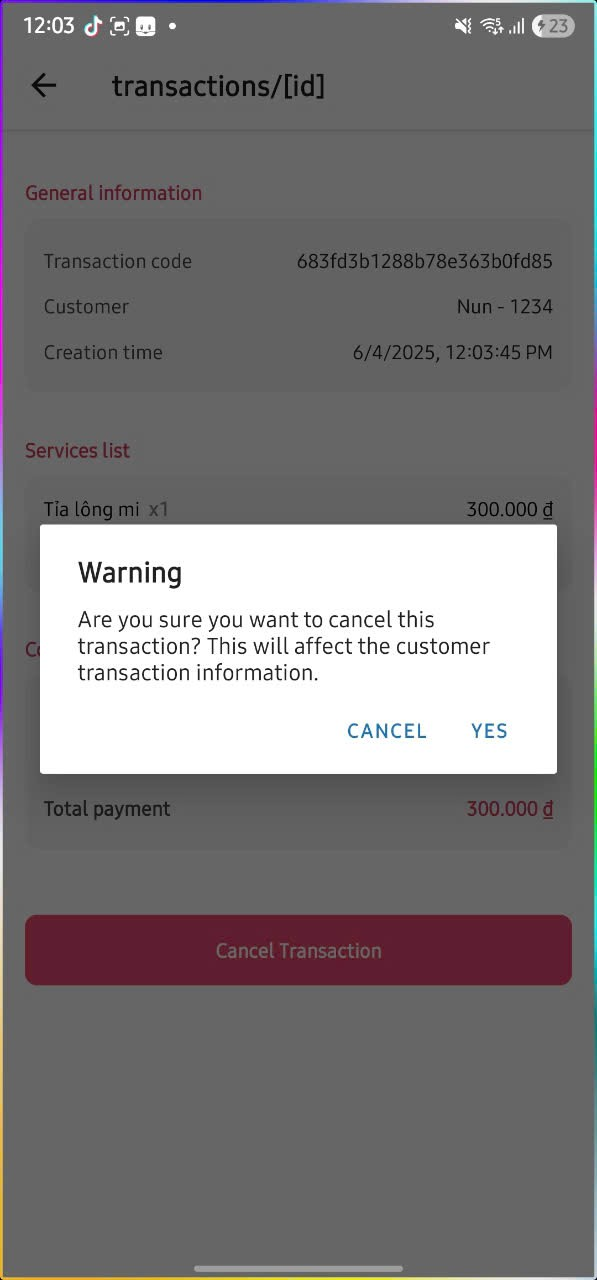 12:03
23
transactions/[id]
General information
Transaction code 683fd3b1288b78e363b0fd85
Customer Nun - 1234
Creation time 6/4/2025, 12:03:45 PM
Services list
Tỉa lông mi x1 300.000 ₫
Warning
Are you sure you want to cancel this
transaction? This will affect the customer
transaction information.
CANCEL YES
Total payment 300.000 ₫
Cancel Transaction